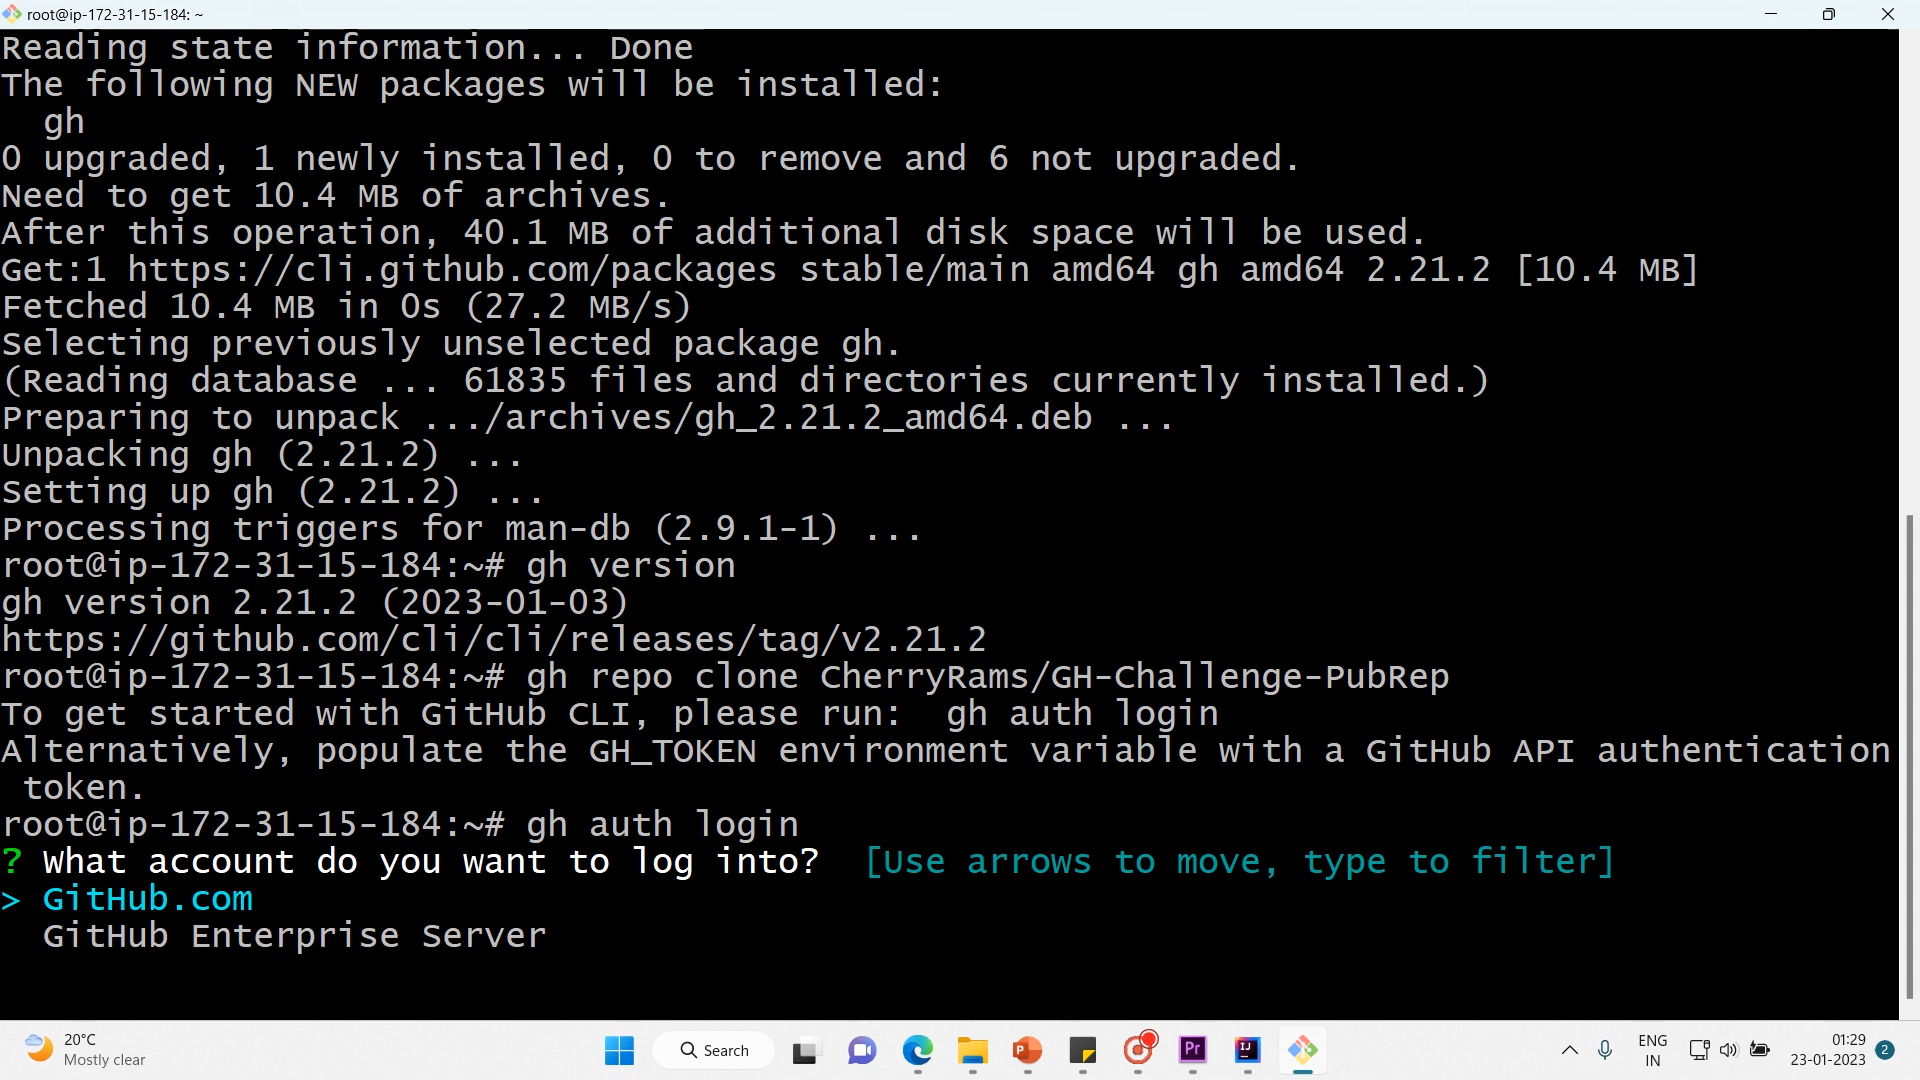 root@ip-172-31-15-184: ~
Reading state information... Done
The following NEW packages will be installed:
  gh
0 upgraded, 1 newly installed, 0 to remove and 6 not upgraded.
Need to get 10.4 MB of archives.
After this operation, 40.1 MB of additional disk space will be used.
Get:1 https://cli.github.com/packages stable/main amd64 gh amd64 2.21.2 [10.4 MB]
Fetched 10.4 MB in 0s (27.2 MB/s)
Selecting previously unselected package gh.
(Reading database ... 61835 files and directories currently installed.)
Preparing to unpack .../archives/gh_2.21.2_amd64.deb ...
Unpacking gh (2.21.2) ...
Setting up gh (2.21.2) ...
Processing triggers for man-db (2.9.1-1) ...
root@ip-172-31-15-184:~# gh version
gh version 2.21.2 (2023-01-03)
https://github.com/cli/cli/releases/tag/v2.21.2
root@ip-172-31-15-184:~# gh repo clone CherryRams/GH-Challenge-PubRep
To get started with GitHub CLI, please run:  gh auth login
Alternatively, populate the GH_TOKEN environment variable with a GitHub API authentication
 token.
root@ip-172-31-15-184:~# gh auth login
? What account do you want to log into?  [Use arrows to move, type to filter]
> GitHub.com
  GitHub Enterprise Server
20°C
Mostly clear
Search
P
Pr
IJ
ENG
IN
01:29
23-01-2023
2